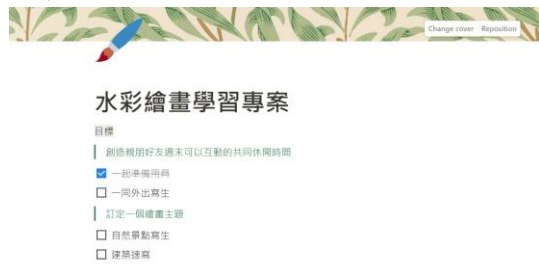 Change cover Reposition
水彩繪畫學習專案
目標
創造親朋好友週末可以互動的共同休閒時間
一起準備用具
一同外出寫生
訂定一個繪畫主題
自然景點寫生
建築速寫